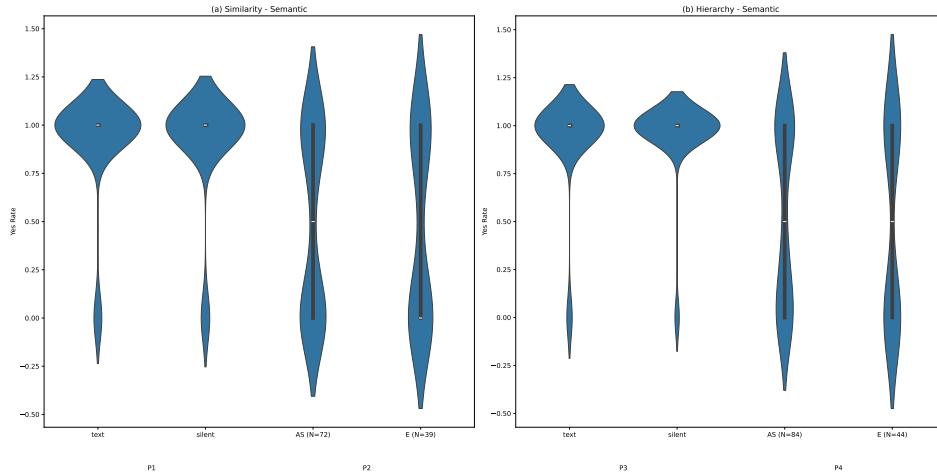 (a) Similarity - Semantic
Yes Rate
1.50
1.25
1.00
0.75
0.50
0.25
0.00
−0.25
−0.50
text silent AS (N=72) E (N=39)
P1 P2
(b) Hierarchy - Semantic
Yes Rate
1.50
1.25
1.00
0.75
0.50
0.25
0.00
−0.25
−0.50
text silent AS (N=84) E (N=44)
P3 P4